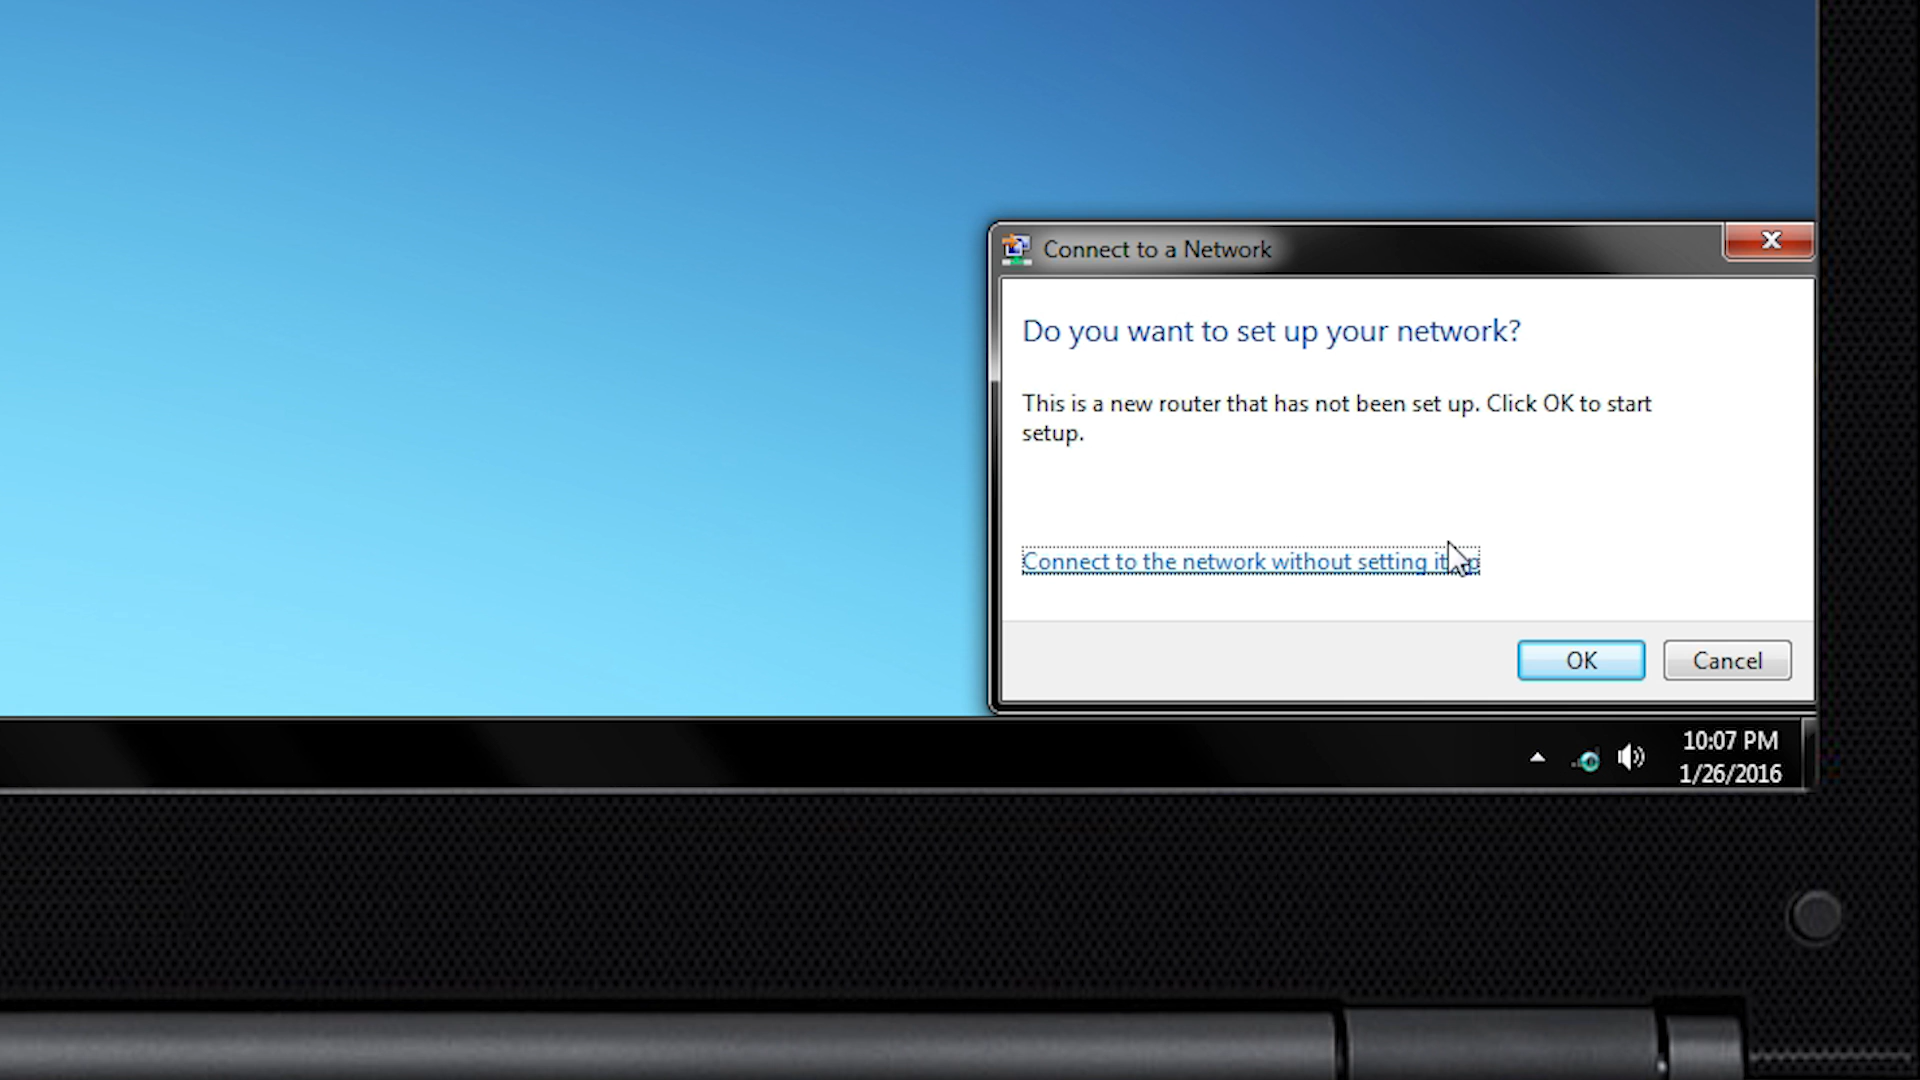 Connect to a Network
Do you want to set up your network?
This is a new router that has not been set up. Click OK to start
setup.
Connect to the network without setting it
OK
Cancel
10:07 PM
1/26/2016